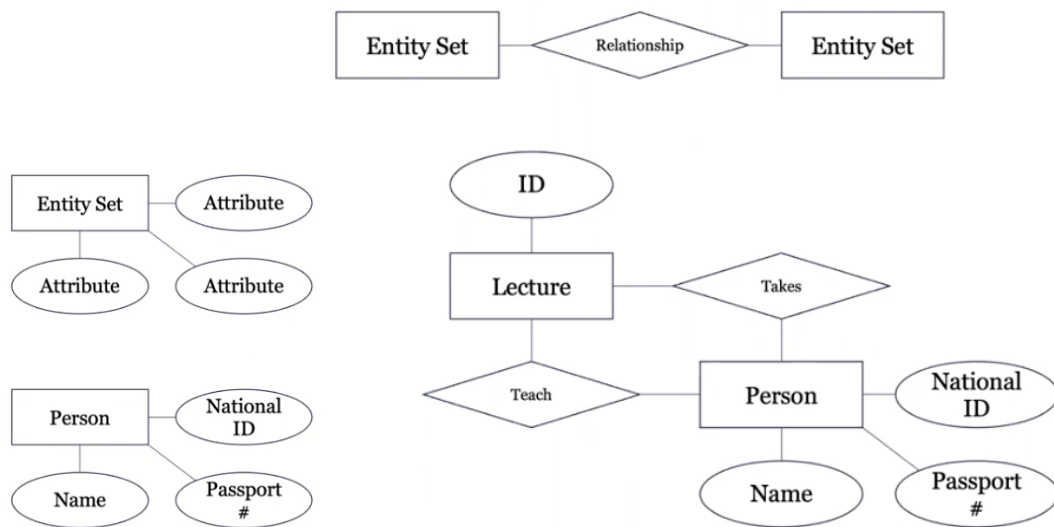 Entity Set
Relationship
Entity Set
Entity Set
Attribute
Attribute
Attribute
Person
National
ID
Name
Passport
#
ID
Lecture
Takes
Teach
Person
National
ID
Name
Passport
#